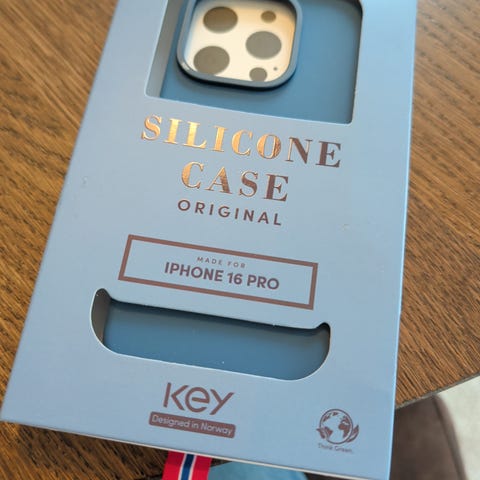 SILICONE
CASE
ORIGINAL
MADE FOR
IPHONE 16 PRO
KEY
Designed in Norway
Think Green.